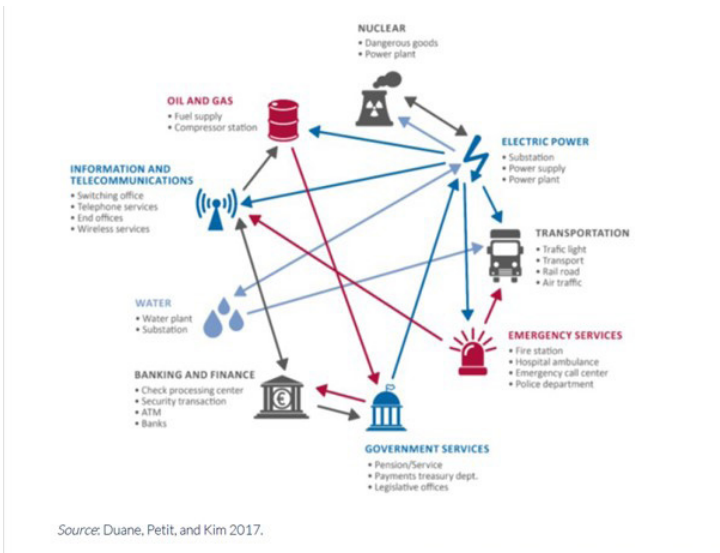 NUCLEAR
• Dangerous goods
• Power plant
OIL AND GAS
• Fuel supply
• Compressor station
ELECTRIC POWER
• Substation
• Power supply
• Power plant
INFORMATION AND
TELECOMMUNICATIONS
• Switching office
• Telephone services
• End offices
• Wireless services
TRANSPORTATION
• Trafic light
• Transport
• Rail road
• Air traffic
WATER
• Water plant
• Substation
EMERGENCY SERVICES
• Fire station
• Hospital ambulance
• Emergency call center
• Police department
BANKING AND FINANCE
• Check processing center
• Security transaction
• ATM
• Banks
€
GOVERNMENT SERVICES
• Pension/Service
• Payments treasury dept.
• Legislative offices
Source: Duane, Petit, and Kim 2017.